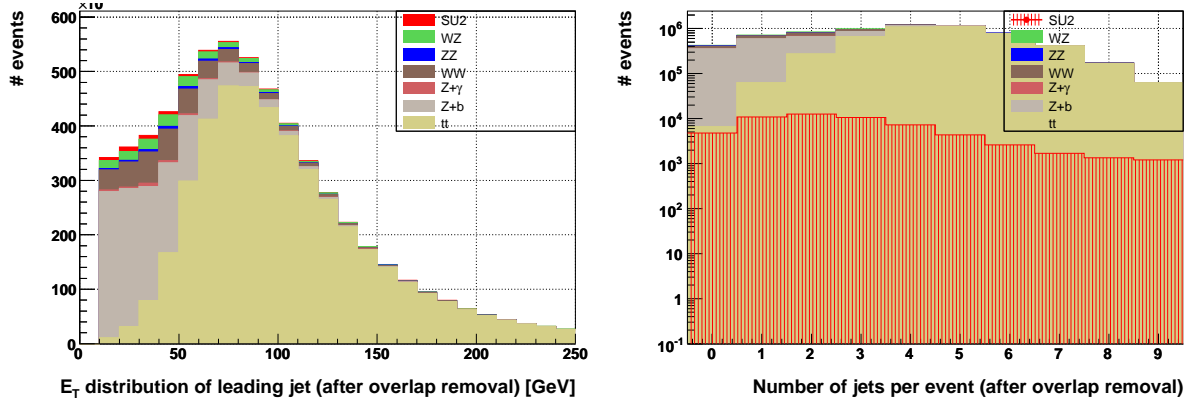 ×10
600
500
400
300
200
100
0
# events
SU2
WZ
ZZ
WW
Z+γ
Z+b
tt
0 50 100 150 200 250
E_T distribution of leading jet (after overlap removal) [GeV]
10^6
10^5
10^4
10^3
10^2
10
1
10^-1
# events
SU2
WZ
ZZ
WW
Z+γ
Z+b
tt
0 1 2 3 4 5 6 7 8 9
Number of jets per event (after overlap removal)